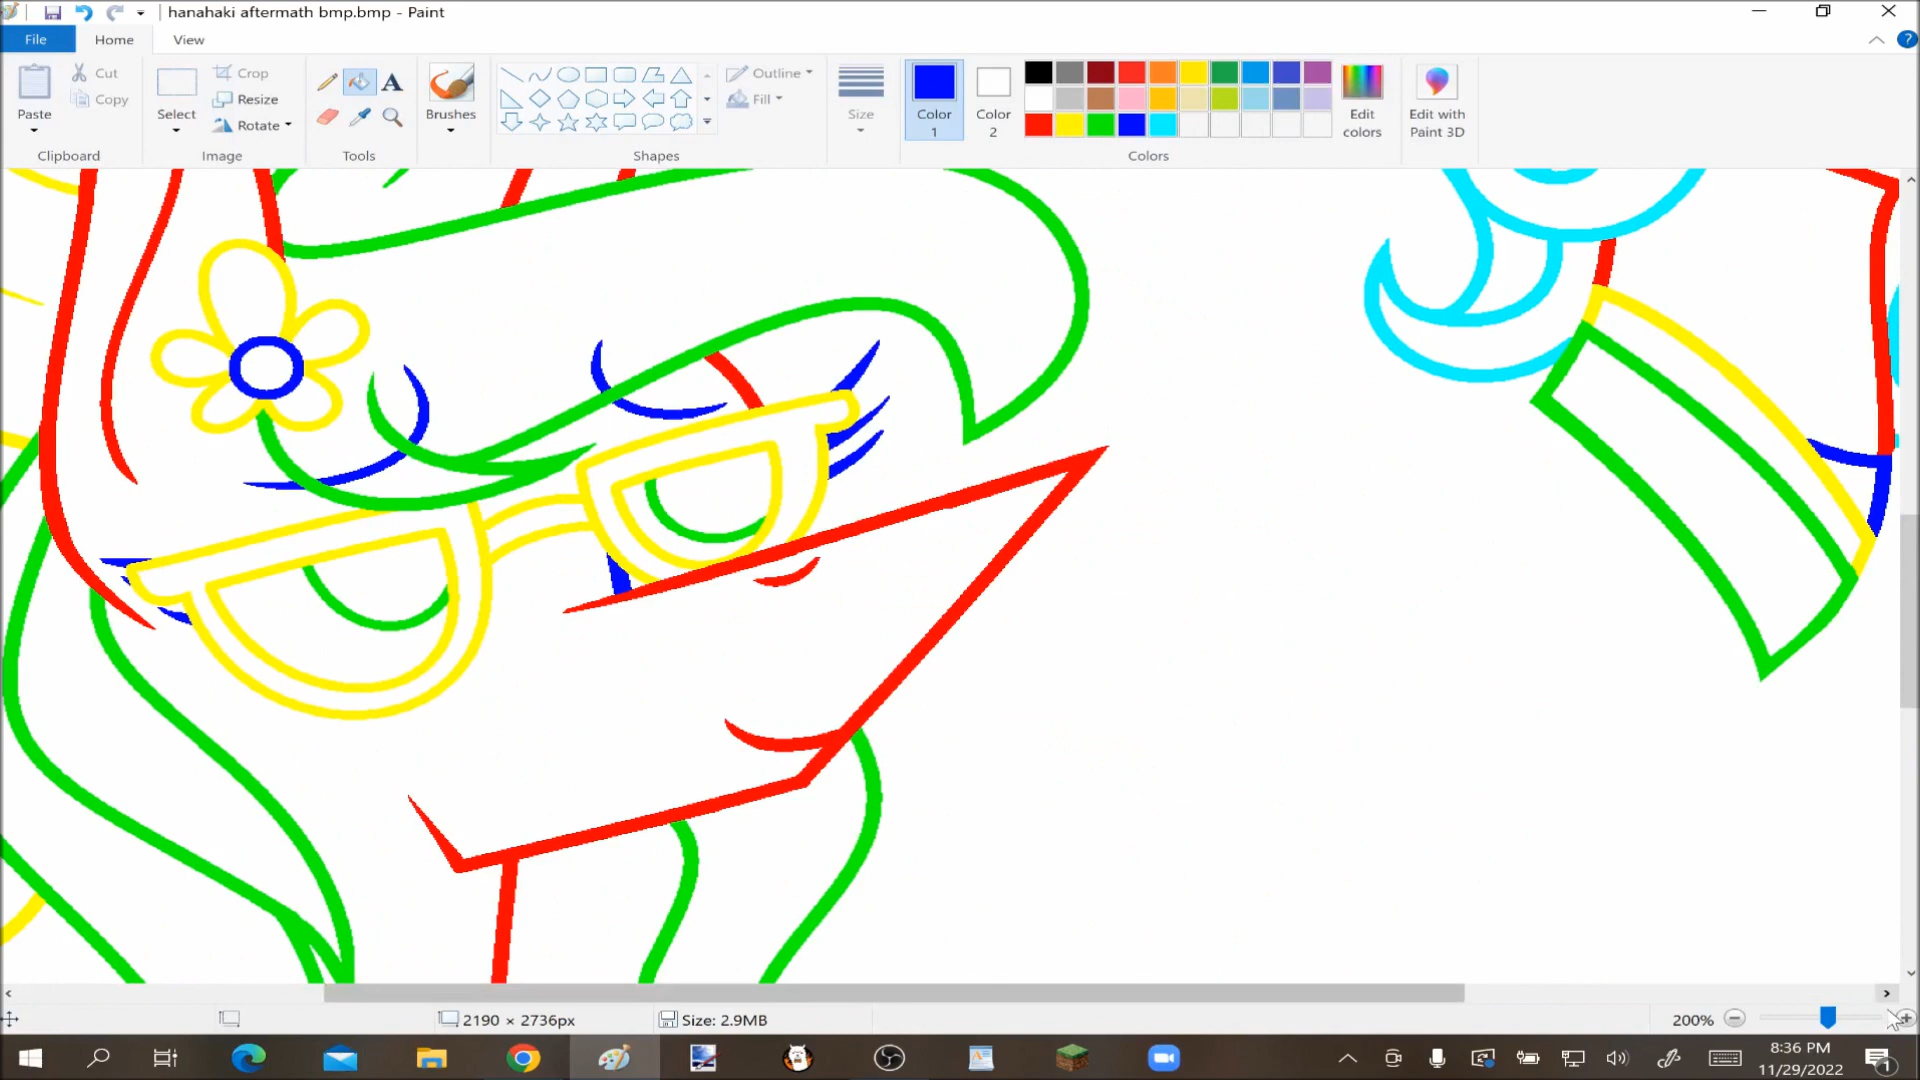 hanahaki aftermath bmp.bmp - Paint
File
Home
View
Paste
Cut
Copy
Clipboard
Select
Crop
Resize
Rotate
Image
A
Tools
Brushes
Shapes
Outline
Fill
Size
Color
1
Color
2
Colors
Edit
colors
Edit with
Paint 3D
?
2190 × 2736px
Size: 2.9MB
200%
8:36 PM
11/29/2022
1